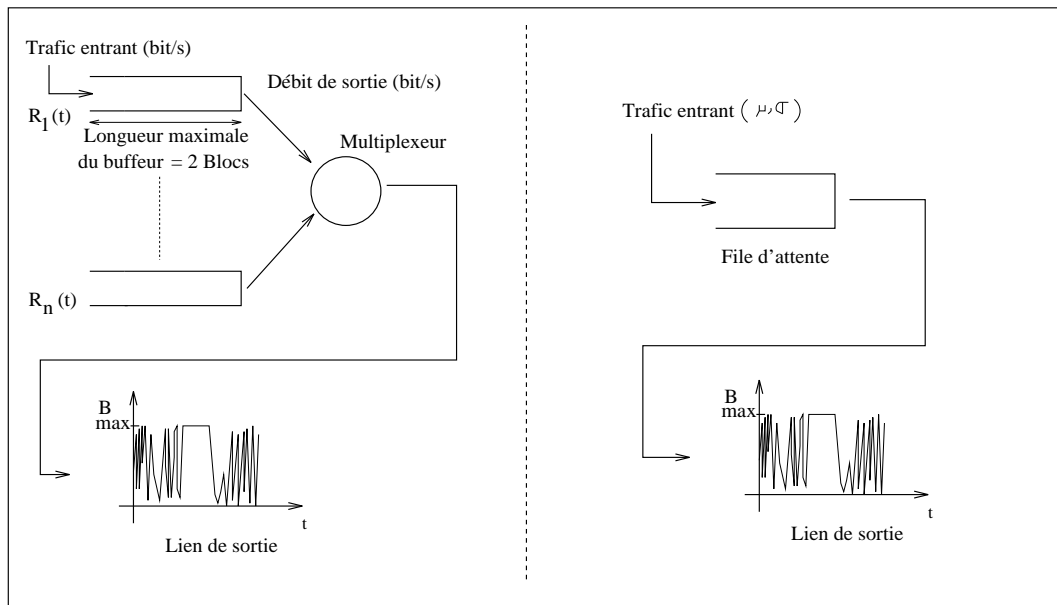 Trafic entrant (bit/s)
Débit de sortie (bit/s)
R1(t)
Longueur maximale
du buffeur = 2 Blocs
Multiplexeur
Rn(t)
B
max
t
Lien de sortie
Trafic entrant (μ,σ)
File d'attente
B
max
t
Lien de sortie